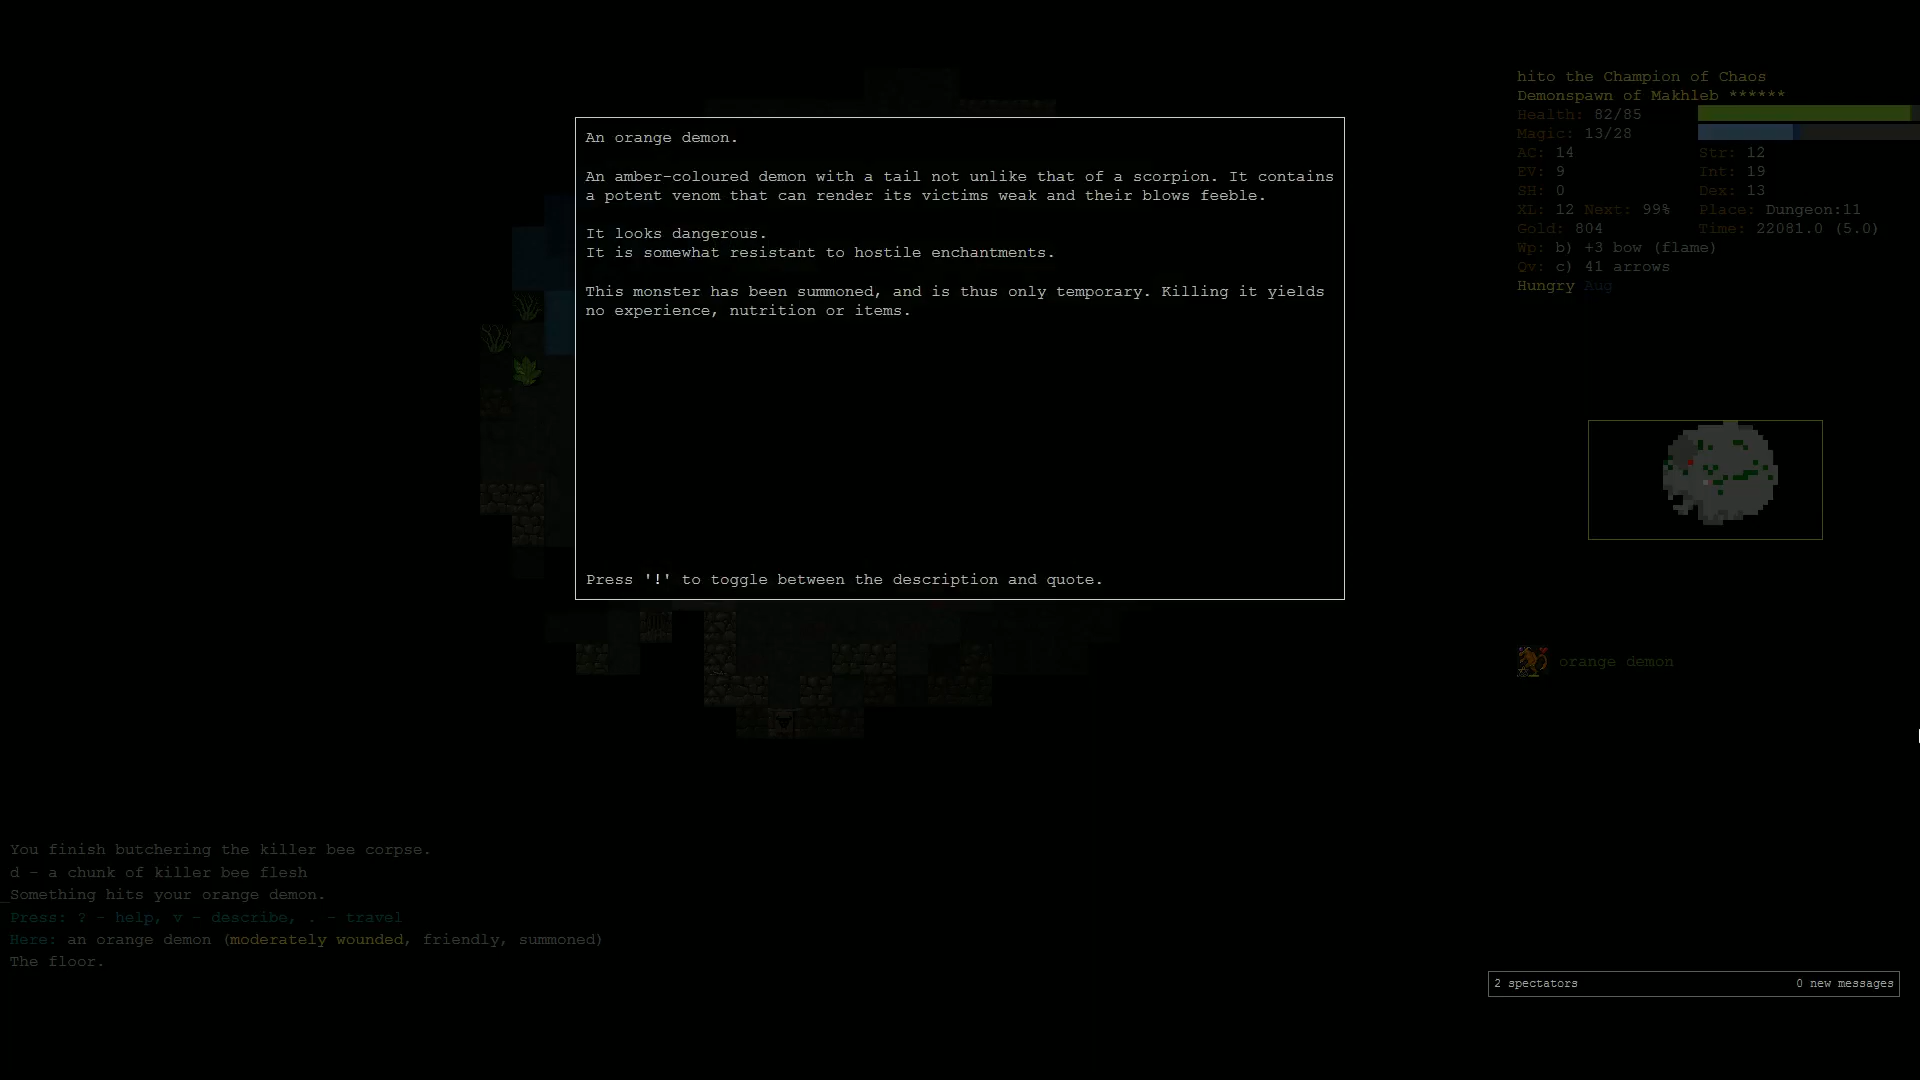 An orange demon.
An amber-coloured demon with a tail not unlike that of a scorpion. It contains
a potent venom that can render its victims weak and their blows feeble.
It looks dangerous.
It is somewhat resistant to hostile enchantments.
This monster has been summoned, and is thus only temporary. Killing it yields
no experience, nutrition or items.
Press '!' to toggle between the description and quote.
hito the Champion of Chaos
Demonspawn of Makhleb ******
Health: 82/85
Magic: 13/28
AC: 14 Str: 12
EV: 9 Int: 19
SH: 0 Dex: 13
XL: 12 Next: 99% Place: Dungeon:11
Gold: 804 Time: 22081.0 (5.0)
Wp: b) +3 bow (flame)
Qv: c) 41 arrows
Hungry Aug
orange demon
You finish butchering the killer bee corpse.
d - a chunk of killer bee flesh
_Something hits your orange demon.
Press: ? - help, v - describe, . - travel
Here: an orange demon (moderately wounded, friendly, summoned)
The floor.
2 spectators 0 new messages